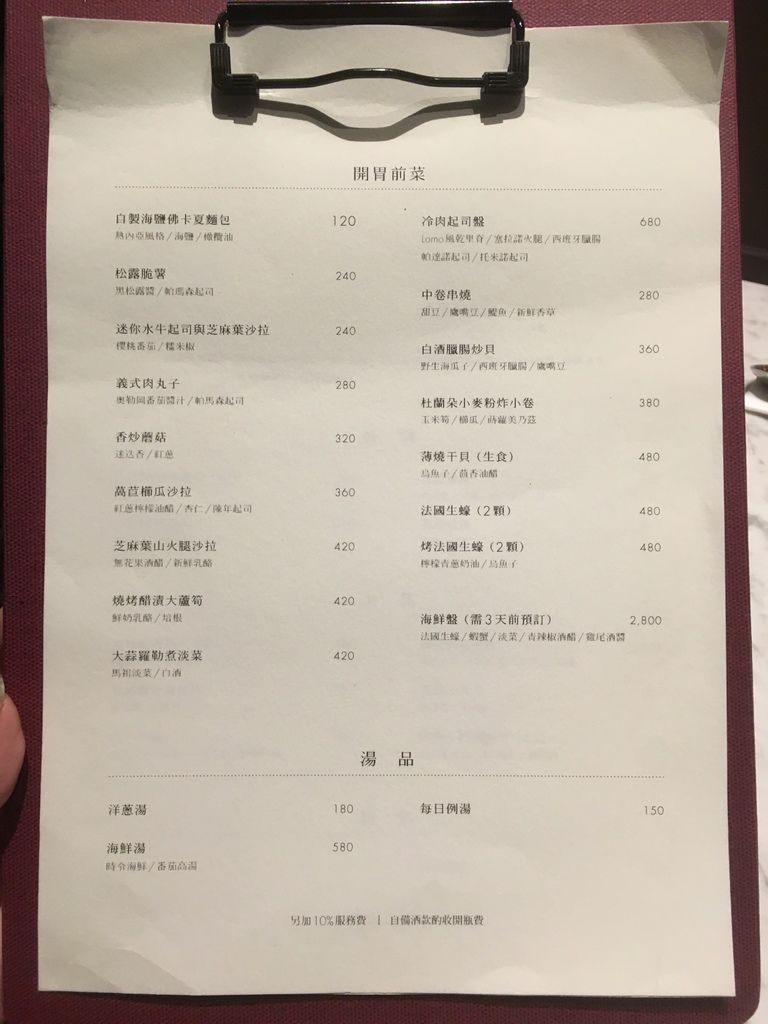 開胃前菜
自製海鹽佛卡夏麵包 120
熱內亞風格/海鹽/橄欖油
松露脆薯 240
黑松露醬/帕瑪森起司
迷你水牛起司與芝麻葉沙拉 240
櫻桃番茄/糯米椒
義式肉丸子 280
奧勒岡番茄醬汁/帕馬森起司
香炒蘑菇 320
迷迭香/紅蔥
萵苣櫛瓜沙拉 360
紅蔥檸檬油醋/杏仁/陳年起司
芝麻葉山火腿沙拉 420
無花果酒醋/新鮮乳酪
燒烤醋漬大蘆筍 420
鮮奶乳酪/培根
大蒜羅勒煮淡菜 420
馬祖淡菜/白酒
冷肉起司盤 680
Lomo風乾里脊/塞拉諾火腿/西班牙臘腸
帕達諾起司/托米諾起司
中卷串燒 280
甜豆/鷹嘴豆/鯷魚/新鮮香草
白酒臘腸炒貝 360
野生海瓜子/西班牙臘腸/鷹嘴豆
杜蘭朵小麥粉炸小卷 380
玉米筍/櫛瓜/蒔蘿美乃茲
薄燒干貝(生食) 480
烏魚子/茴香油醋
法國生蠔(2顆) 480
烤法國生蠔(2顆) 480
檸檬青蔥奶油/烏魚子
海鮮盤(需3天前預訂) 2,800
法國生蠔/蝦蟹/淡菜/青辣椒酒醋/雞尾酒醬
湯 品
洋蔥湯 180
海鮮湯 580
時令海鮮/番茄高湯
每日例湯 150
另加10%服務費 | 自備酒款酌收開瓶費